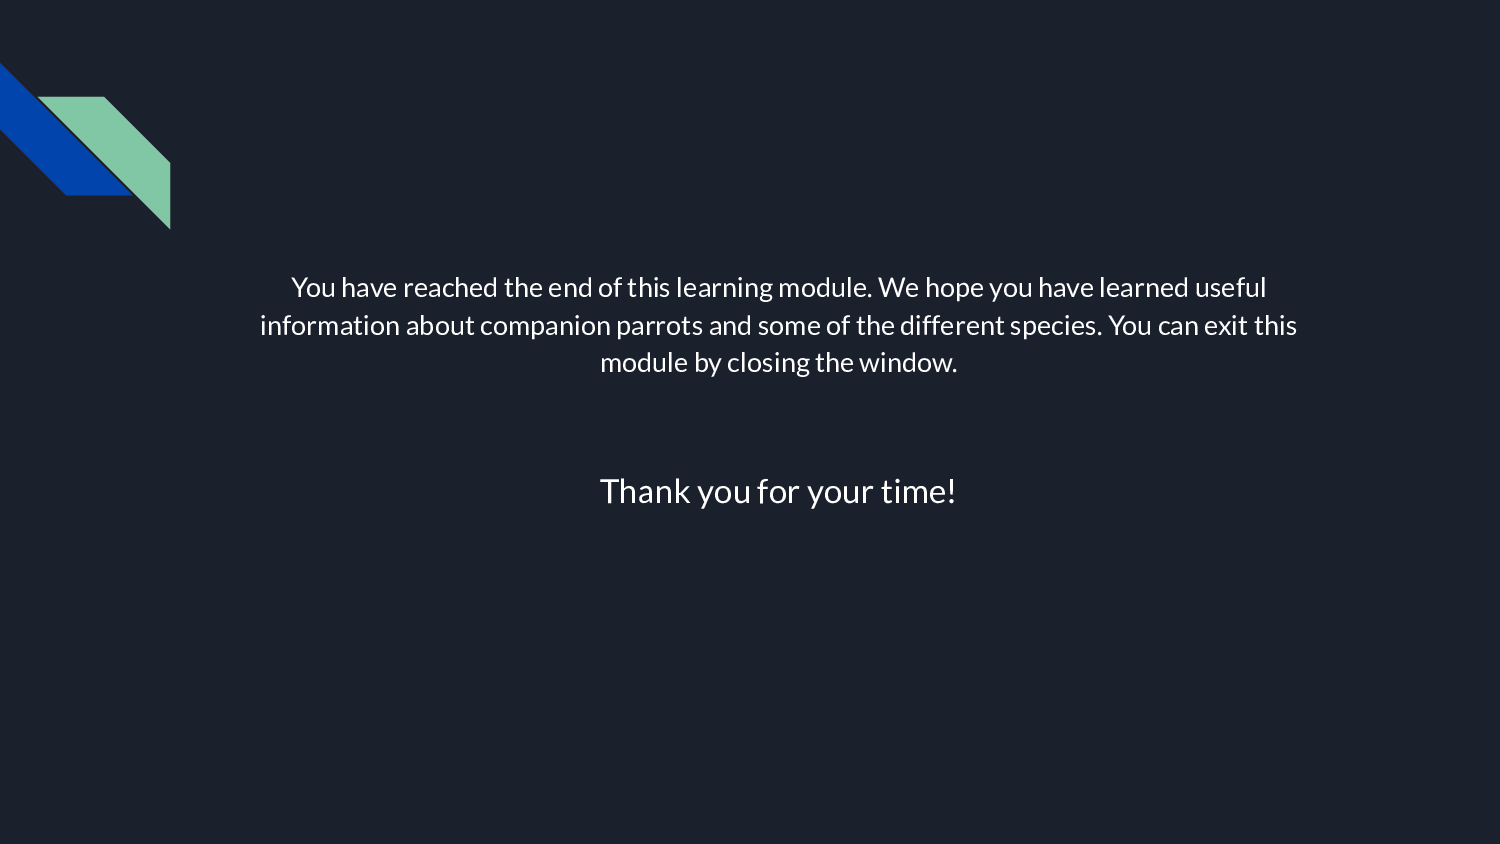 You have reached the end of this learning module. We hope you have learned useful
information about companion parrots and some of the different species. You can exit this
module by closing the window.
Thank you for your time!